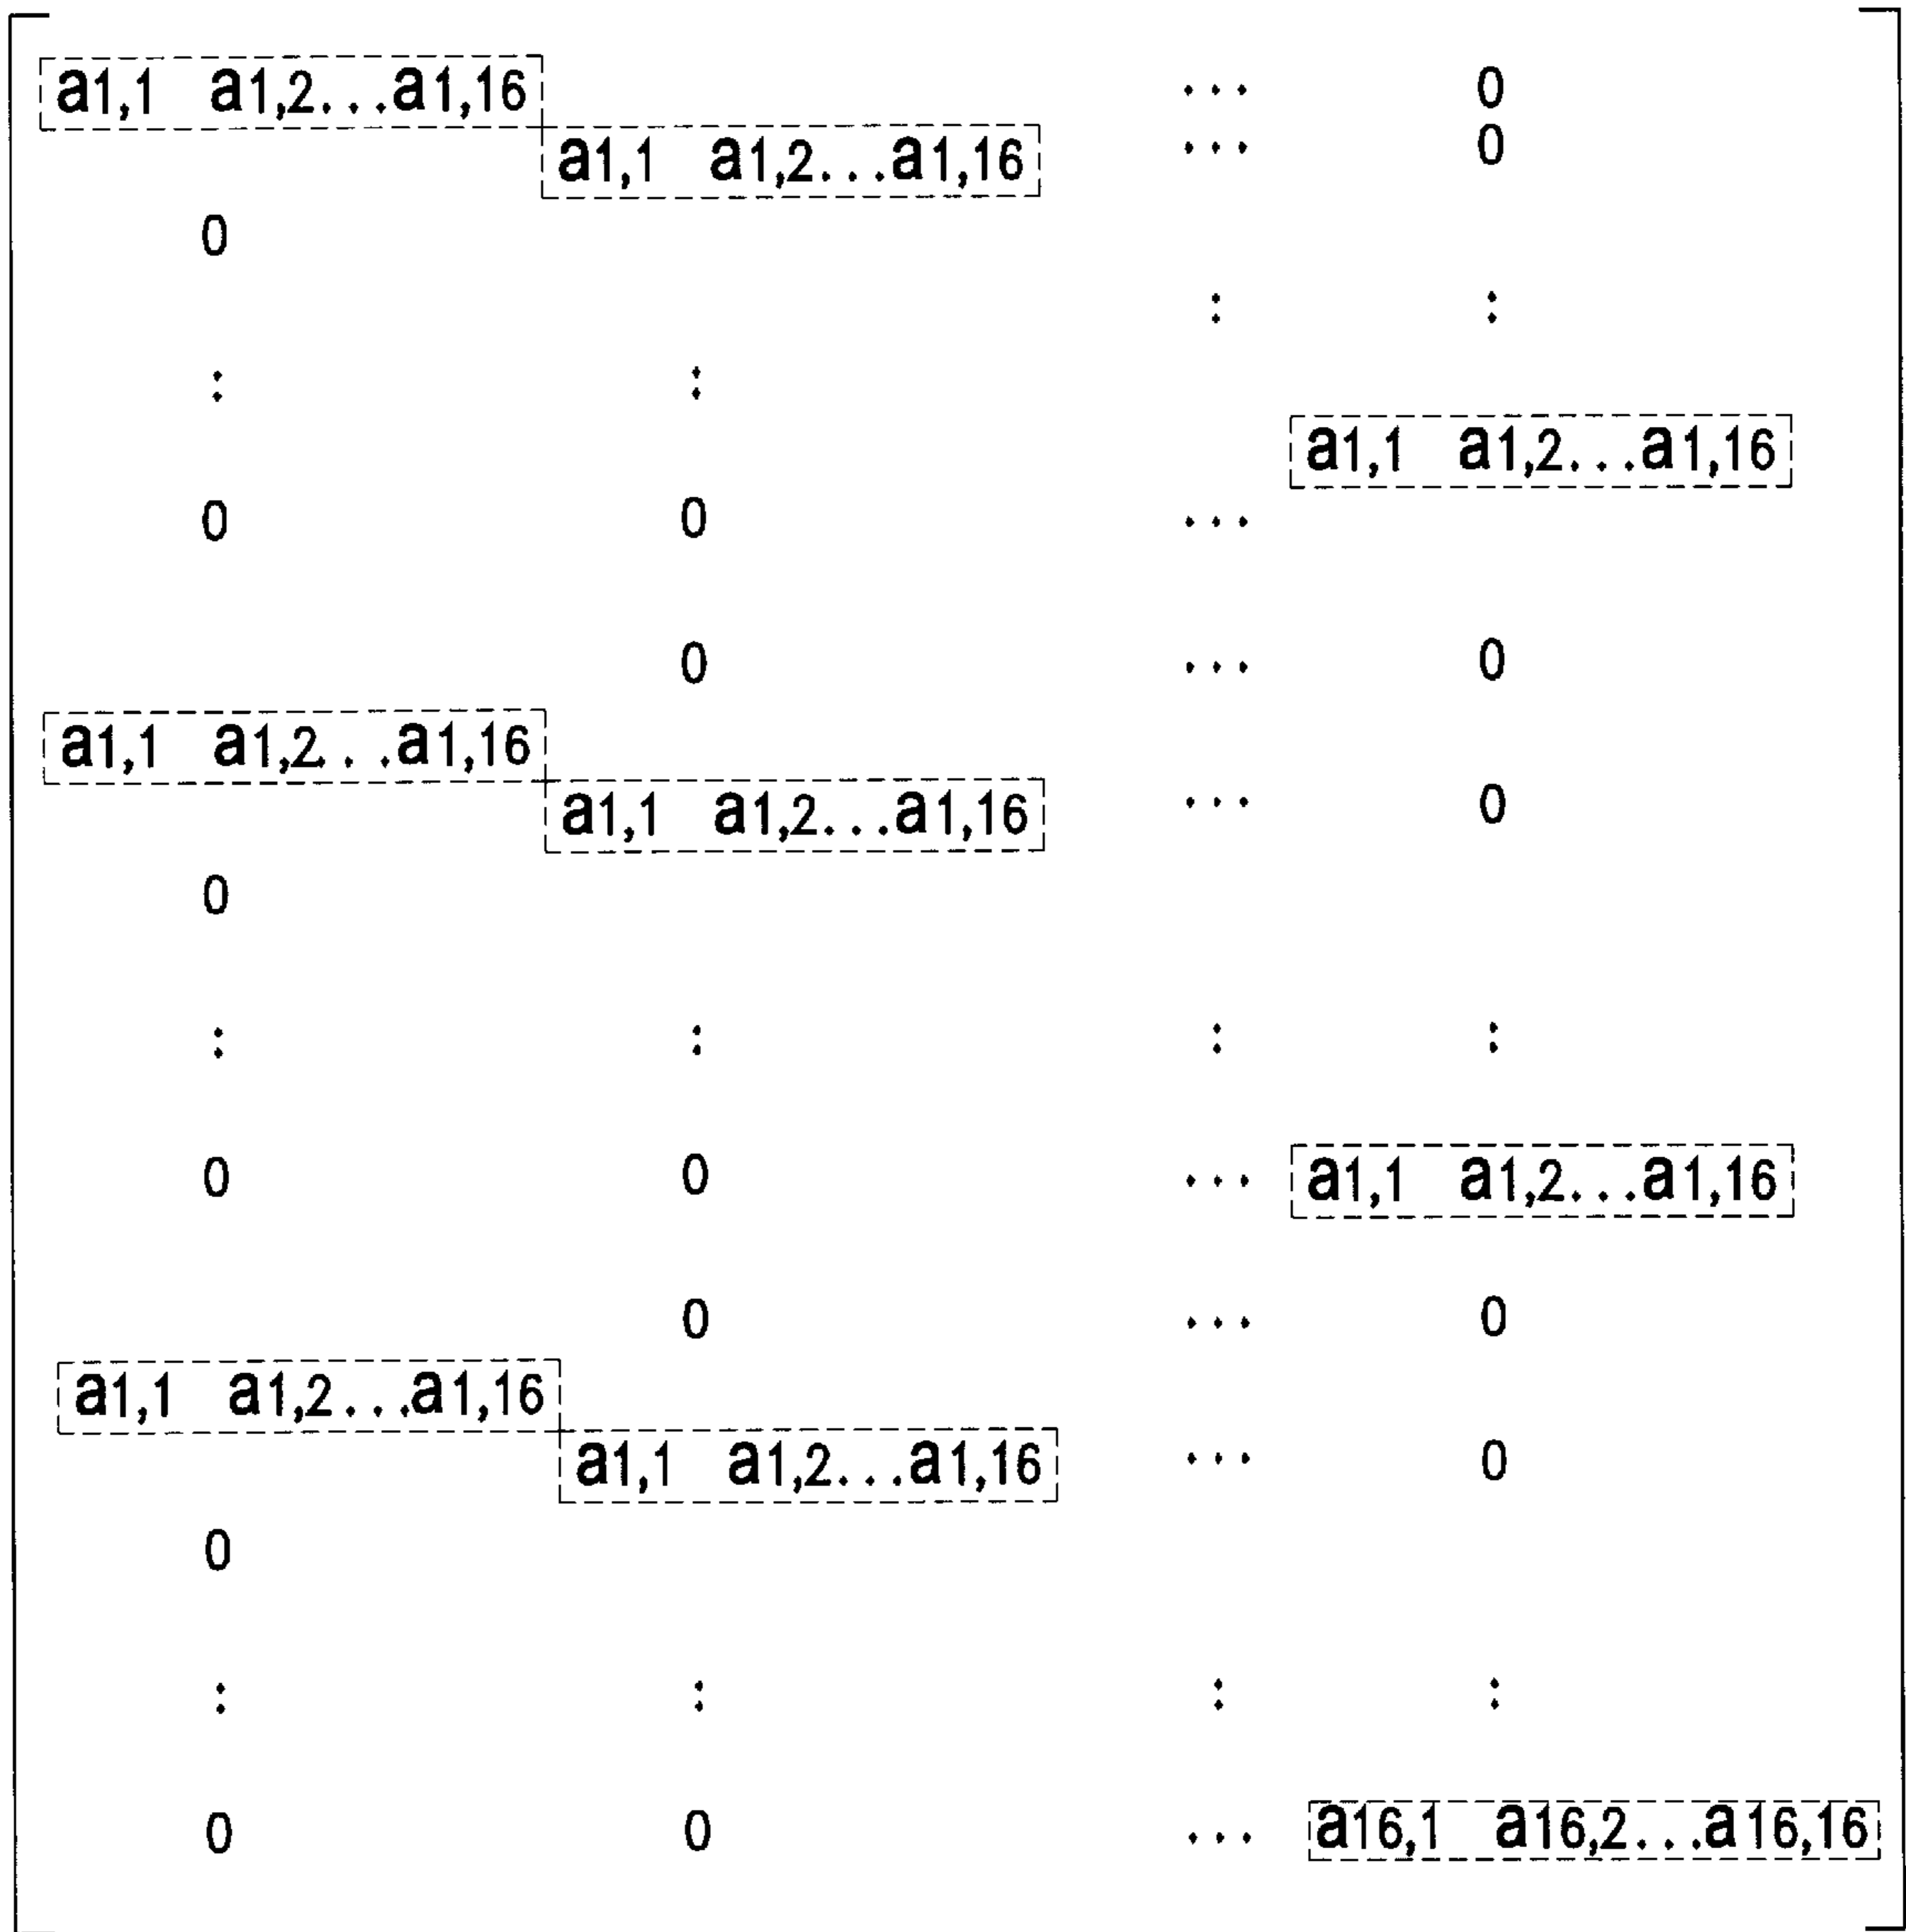 a1,1 a1,2...a1,16 ... 0
a1,1 a1,2...a1,16 ... 0
0
: :
: :
a1,1 a1,2...a1,16
0 0 ...
0 ... 0
a1,1 a1,2...a1,16
a1,1 a1,2...a1,16 ... 0
0
: : : :
0 0 ... a1,1 a1,2...a1,16
0 ... 0
a1,1 a1,2...a1,16
a1,1 a1,2...a1,16 ... 0
0
: : : :
0 0 ... a16,1 a16,2...a16,16